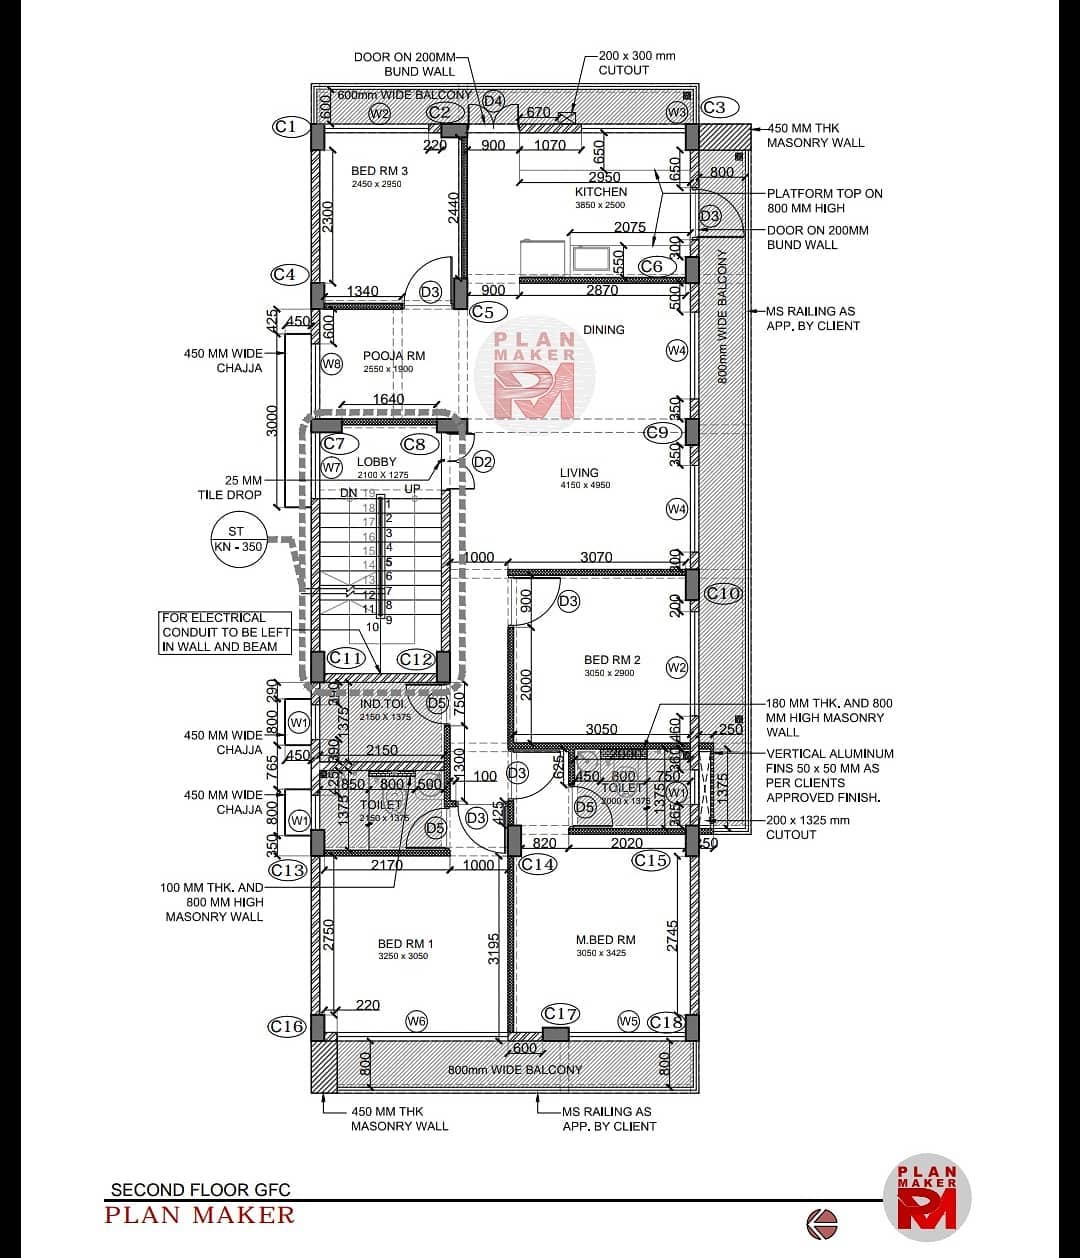 DOOR ON 200MM
BUND WALL
200 x 300 mm
CUTOUT
600mm WIDE BALCONY
600
W2
C2
D4
670
W3
C3
C1
220
900
1070
650
450 MM THK
MASONRY WALL
BED RM 3
2450 x 2950
2300
2440
2950
KITCHEN
3850 x 2500
650
800
PLATFORM TOP ON
800 MM HIGH
D3
DOOR ON 200MM
BUND WALL
2075
550
C6
300
C4
1340
D3
900
2870
500
C5
425
450
600
DINING
MS RAILING AS
APP. BY CLIENT
800mm WIDE BALCONY
450 MM WIDE
CHAJJA
W8
POOJA RM
2550 x 1900
PLAN
MAKER
PM
W4
1640
350
3000
C7
C8
C9
350
W7
LOBBY
2100 X 1275
D2
LIVING
4150 x 4950
25 MM
TILE DROP
DN
UP
19
18
17
16
15
14
13
12
11
10
1
2
3
4
5
6
7
8
9
W4
ST
KN - 350
1000
3070
300
900
D3
200
C10
FOR ELECTRICAL
CONDUIT TO BE LEFT
IN WALL AND BEAM
C11
C12
BED RM 2
3050 x 2900
W2
2000
290
390
IND.TOI.
2150 X 1375
D5
750
800
W1
1375
3050
460
250
180 MM THK. AND 800
MM HIGH MASONRY
WALL
450 MM WIDE
CHAJJA
450
390
2150
1300
765
850
800
500
100
D3
625
450
800
750
VERTICAL ALUMINUM
FINS 50 x 50 MM AS
PER CLIENTS
APPROVED FINISH.
450 MM WIDE
CHAJJA
800
W1
1375
TOILET
2150 x 1375
D5
D3
425
D5
TOILET
2000 x 1375
1375
W1
1375
200 x 1325 mm
CUTOUT
350
C13
2170
1000
820
2020
C14
C15
100 MM THK. AND
800 MM HIGH
MASONRY WALL
2750
BED RM 1
3250 x 3050
3195
M.BED RM
3050 x 3425
2745
220
C16
W6
C17
W5
C18
600
800
800mm WIDE BALCONY
800
450 MM THK
MASONRY WALL
MS RAILING AS
APP. BY CLIENT
SECOND FLOOR GFC
PLAN MAKER
PLAN
MAKER
PM